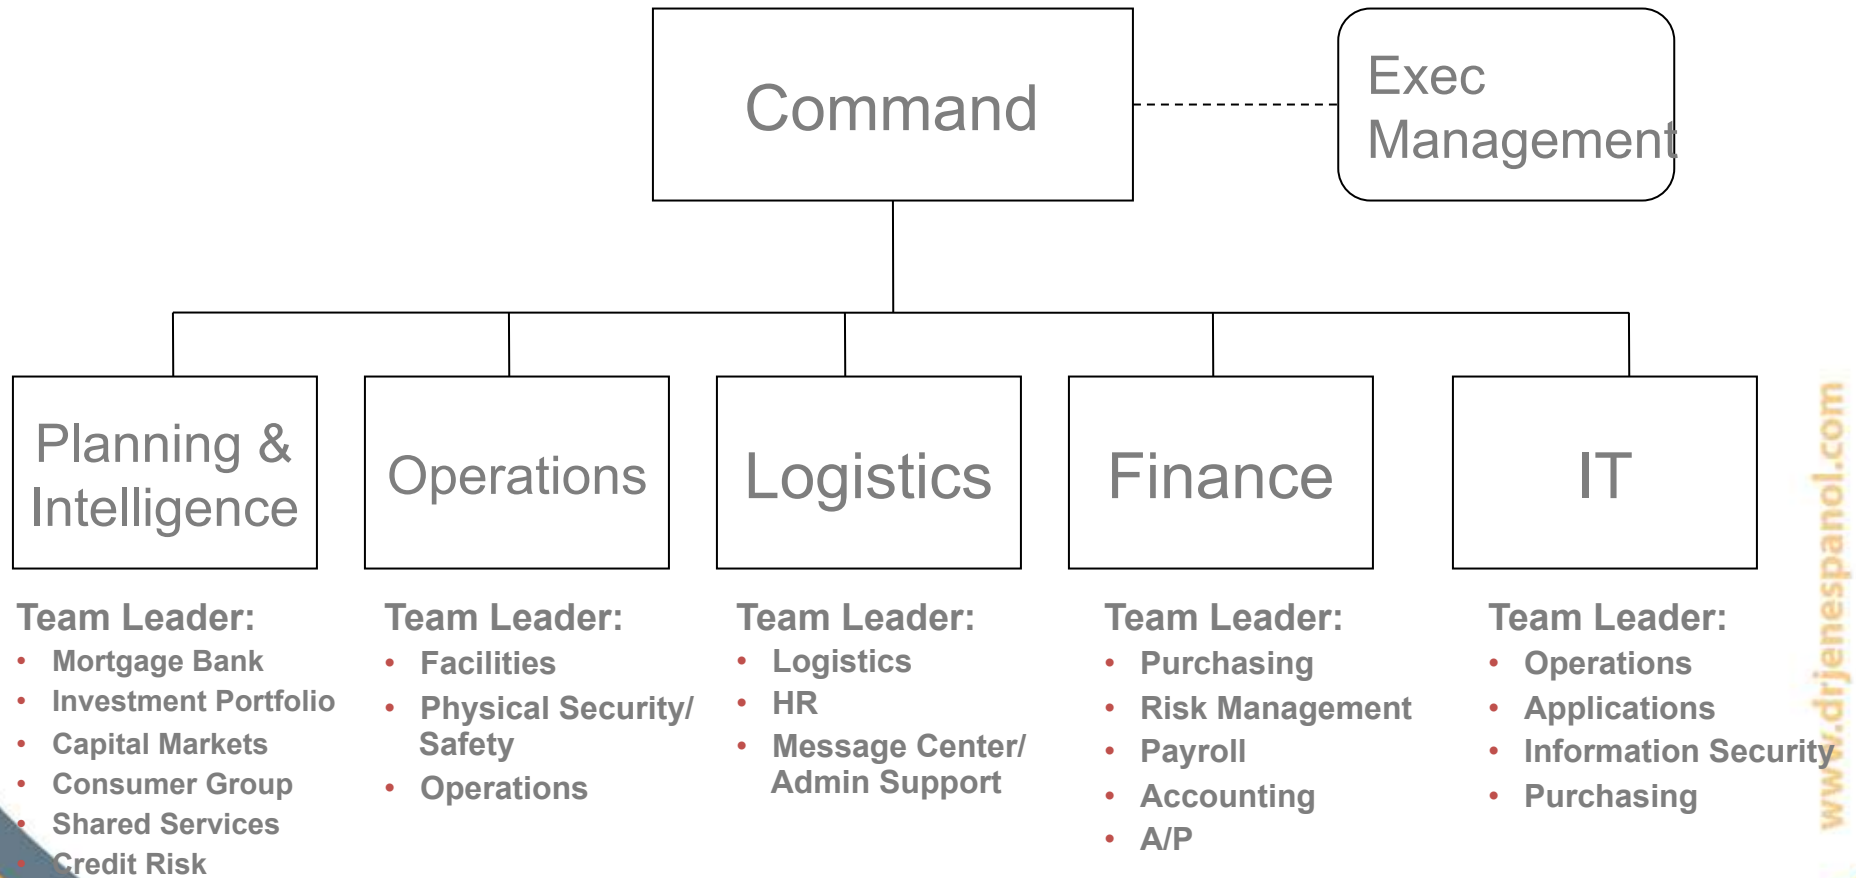 Command
Exec
Management
Planning &
Intelligence
Operations
Logistics
Finance
IT
Team Leader:
• Mortgage Bank
• Investment Portfolio
• Capital Markets
• Consumer Group
• Shared Services
• Credit Risk
Team Leader:
• Facilities
• Physical Security/
Safety
• Operations
Team Leader:
• Logistics
• HR
• Message Center/
Admin Support
Team Leader:
• Purchasing
• Risk Management
• Payroll
• Accounting
• A/P
Team Leader:
• Operations
• Applications
• Information Security
• Purchasing
www.drjenespanol.com